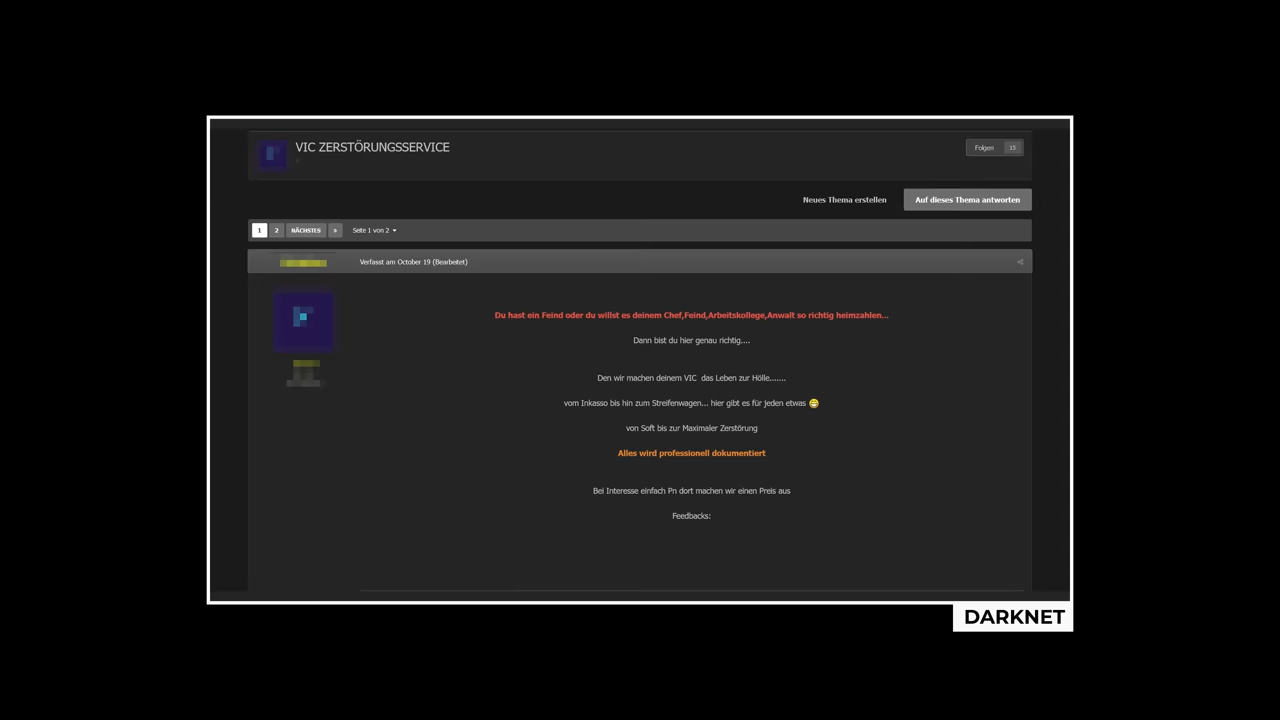 VIC ZERSTÖRUNGSSERVICE
Folgen 15
Neues Thema erstellen Auf dieses Thema antworten
1 2 NÄCHSTES » Seite 1 von 2
Verfasst am October 19 (Bearbeitet)
Du hast ein Feind oder du willst es deinem Chef,Feind,Arbeitskollege,Anwalt so richtig heimzahlen...
Dann bist du hier genau richtig....
Den wir machen deinem VIC das Leben zur Hölle.......
vom Inkasso bis hin zum Streifenwagen... hier gibt es für jeden etwas
von Soft bis zur Maximaler Zerstörung
Alles wird professionell dokumentiert
Bei Interesse einfach Pn dort machen wir einen Preis aus
Feedbacks:
DARKNET